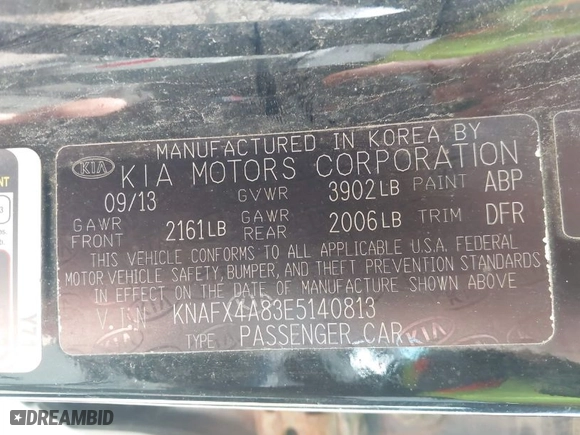 MANUFACTURED IN KOREA BY
KIA KIA MOTORS CORPORATION
09/13 GVWR 3902LB PAINT ABP
GAWR FRONT 2161LB GAWR REAR 2006LB TRIM DFR
THIS VEHICLE CONFORMS TO ALL APPLICABLE U.S.A. FEDERAL
MOTOR VEHICLE SAFETY, BUMPER, AND THEFT PREVENTION STANDARDS
IN EFFECT ON THE DATE OF MANUFACTURE SHOWN ABOVE
V.I.N KNAFX4A83E5140813
TYPE PASSENGER CAR
DREAMBID